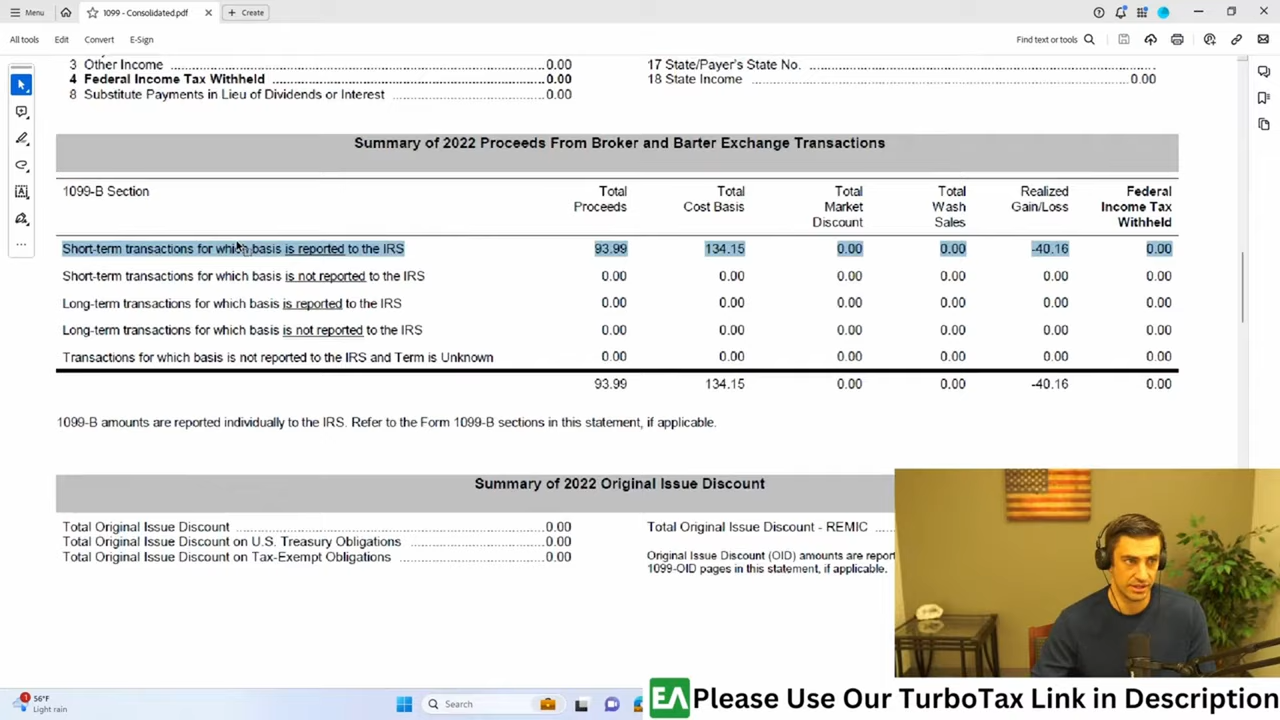 Menu
1099 - Consolidated.pdf
Create
All tools Edit Convert E-Sign
Find text or tools
3 Other Income 0.00
17 State/Payer's State No.
4 Federal Income Tax Withheld 0.00
18 State Income 0.00
8 Substitute Payments in Lieu of Dividends or Interest 0.00
Summary of 2022 Proceeds From Broker and Barter Exchange Transactions
1099-B Section Total Proceeds Total Cost Basis Total Market Discount Total Wash Sales Realized Gain/Loss Federal Income Tax Withheld
Short-term transactions for which basis is reported to the IRS 93.99 134.15 0.00 0.00 -40.16 0.00
Short-term transactions for which basis is not reported to the IRS 0.00 0.00 0.00 0.00 0.00 0.00
Long-term transactions for which basis is reported to the IRS 0.00 0.00 0.00 0.00 0.00 0.00
Long-term transactions for which basis is not reported to the IRS 0.00 0.00 0.00 0.00 0.00 0.00
Transactions for which basis is not reported to the IRS and Term is Unknown 0.00 0.00 0.00 0.00 0.00 0.00
93.99 134.15 0.00 0.00 -40.16 0.00
1099-B amounts are reported individually to the IRS. Refer to the Form 1099-B sections in this statement, if applicable.
Summary of 2022 Original Issue Discount
Total Original Issue Discount 0.00
Total Original Issue Discount on U.S. Treasury Obligations 0.00
Total Original Issue Discount on Tax-Exempt Obligations 0.00
Total Original Issue Discount - REMIC
Original Issue Discount (OID) amounts are report
1099-OID pages in this statement, if applicable.
1
56°F
Light rain
Search
EA Please Use Our TurboTax Link in Description